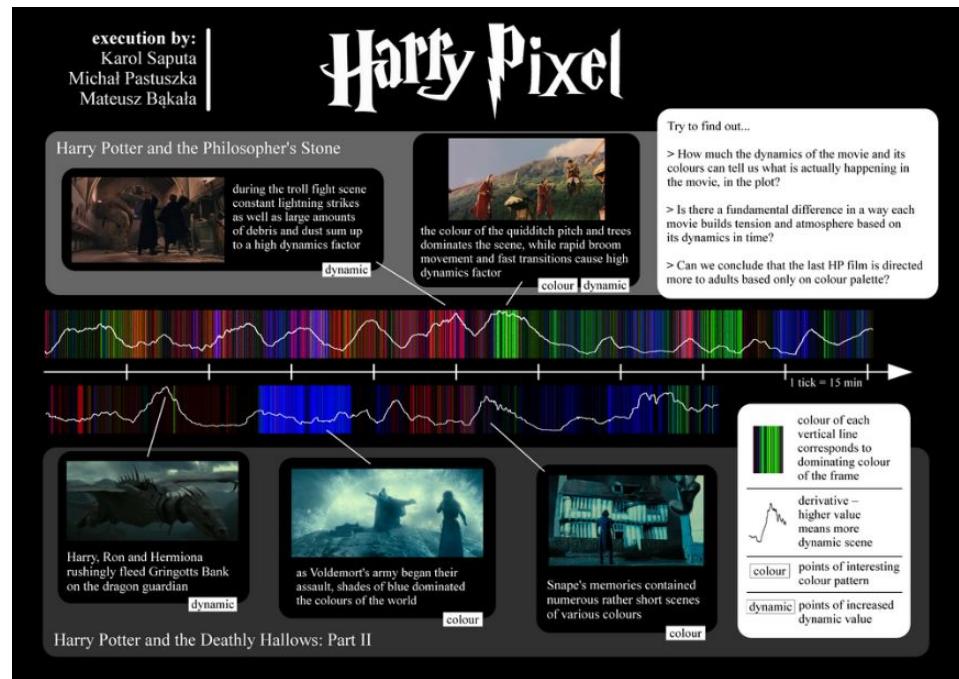 execution by:
Karol Saputa
Michał Pastuszka
Mateusz Bąkała
Harry Pixel
Harry Potter and the Philosopher's Stone
during the troll fight scene
constant lightning strikes
as well as large amounts
of debris and dust sum up
to a high dynamics factor
dynamic
the colour of the quidditch pitch and trees
dominates the scene, while rapid broom
movement and fast transitions cause high
dynamics factor
colour dynamic
Try to find out...
> How much the dynamics of the movie and its
colours can tell us what is actually happening in
the movie, in the plot?
> Is there a fundamental difference in a way each
movie builds tension and atmosphere based on
its dynamics in time?
> Can we conclude that the last HP film is directed
more to adults based only on colour palette?
1 tick = 15 min
Harry, Ron and Hermiona
rushingly fleed Gringotts Bank
on the dragon guardian
dynamic
as Voldemort's army began their
assault, shades of blue dominated
the colours of the world
colour
Snape's memories contained
numerous rather short scenes
of various colours
colour
colour of each
vertical line
corresponds to
dominating colour
of the frame
derivative –
higher value
means more
dynamic scene
colour points of interesting
colour pattern
dynamic points of increased
dynamic value
Harry Potter and the Deathly Hallows: Part II